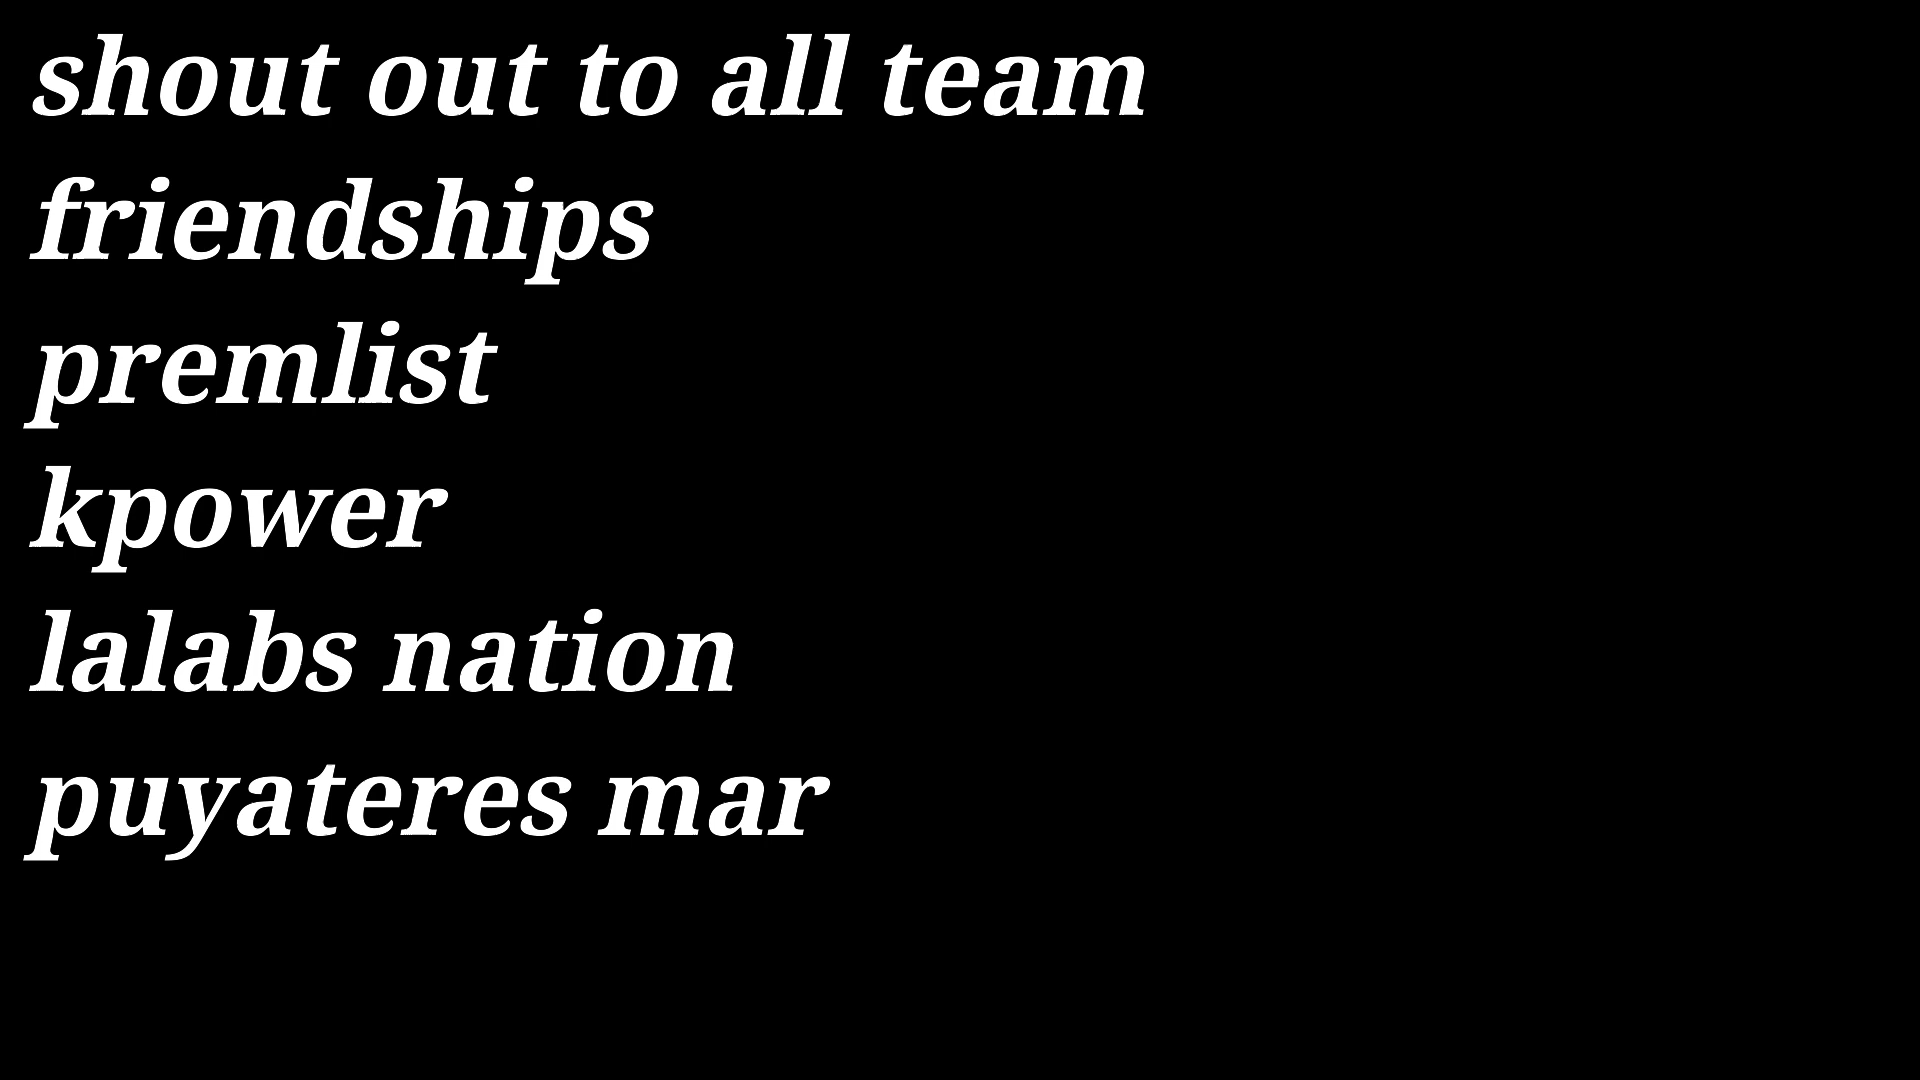 shout out to all team
friendships
premlist
kpower
lalabs nation
puyateres mar